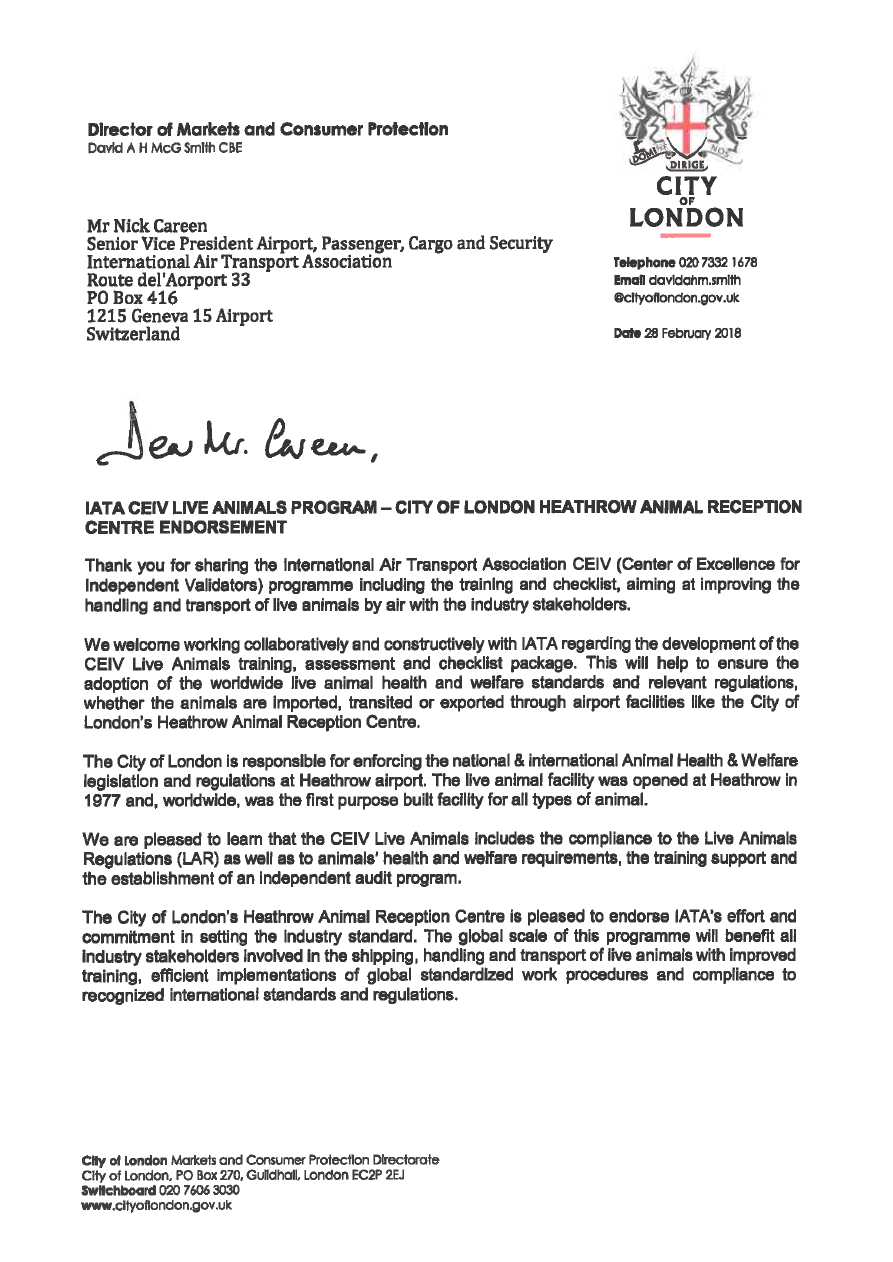 Director of Markets and Consumer Protection
David A H McG Smith CBE
DOMINE
DIRIGE
NOS
CITY
OF
LONDON
Mr Nick Careen
Senior Vice President Airport, Passenger, Cargo and Security
International Air Transport Association
Route del'Aorport 33
PO Box 416
1215 Geneva 15 Airport
Switzerland
Telephone 020 7332 1678
Email davidahm.smith
@cityoflondon.gov.uk
Date 28 February 2018
Dear Mr. Careen,
IATA CEIV LIVE ANIMALS PROGRAM – CITY OF LONDON HEATHROW ANIMAL RECEPTION
CENTRE ENDORSEMENT
Thank you for sharing the International Air Transport Association CEIV (Center of Excellence for
Independent Validators) programme including the training and checklist, aiming at improving the
handling and transport of live animals by air with the industry stakeholders.
We welcome working collaboratively and constructively with IATA regarding the development of the
CEIV Live Animals training, assessment and checklist package. This will help to ensure the
adoption of the worldwide live animal health and welfare standards and relevant regulations,
whether the animals are imported, transited or exported through airport facilities like the City of
London's Heathrow Animal Reception Centre.
The City of London is responsible for enforcing the national & international Animal Health & Welfare
legislation and regulations at Heathrow airport. The live animal facility was opened at Heathrow in
1977 and, worldwide, was the first purpose built facility for all types of animal.
We are pleased to learn that the CEIV Live Animals includes the compliance to the Live Animals
Regulations (LAR) as well as to animals' health and welfare requirements, the training support and
the establishment of an independent audit program.
The City of London's Heathrow Animal Reception Centre is pleased to endorse IATA's effort and
commitment in setting the industry standard. The global scale of this programme will benefit all
industry stakeholders involved in the shipping, handling and transport of live animals with improved
training, efficient implementations of global standardized work procedures and compliance to
recognized international standards and regulations.
City of London Markets and Consumer Protection Directorate
City of London, PO Box 270, Guildhall, London EC2P 2EJ
Switchboard 020 7606 3030
www.cityoflondon.gov.uk